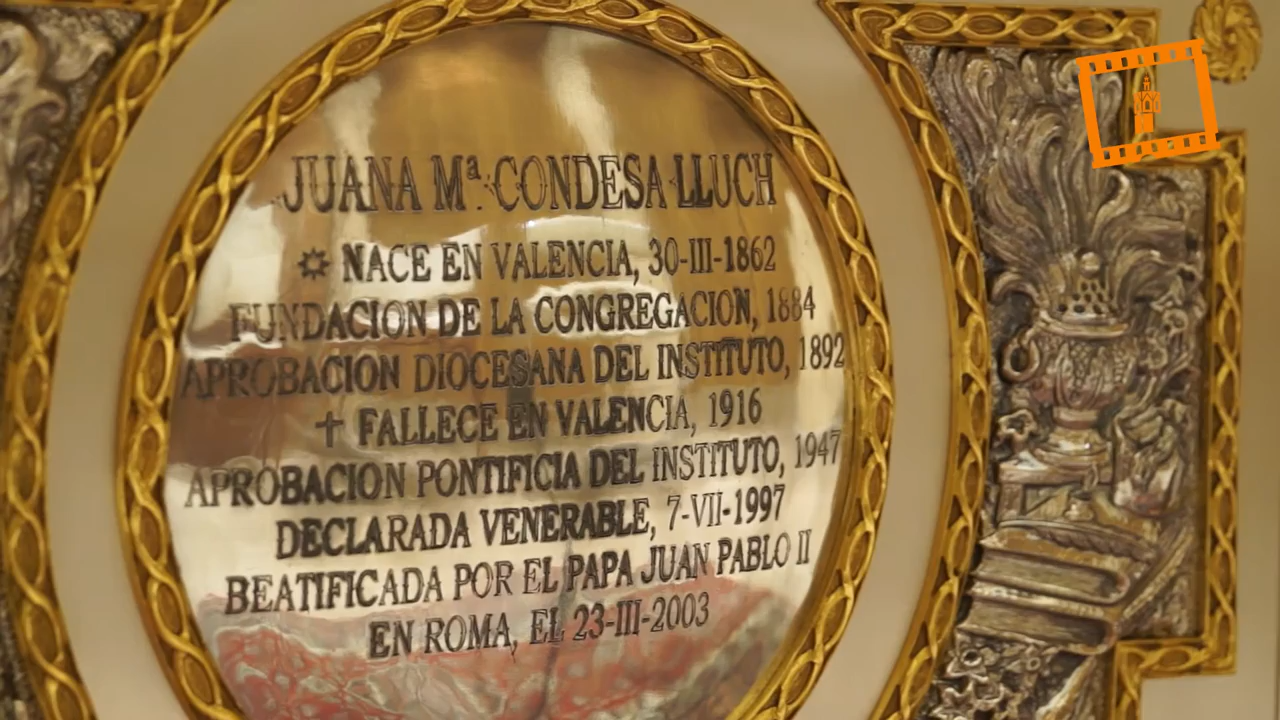 JUANA Mª CONDESA LLUCH
NACE EN VALENCIA, 30-III-1862
FUNDACION DE LA CONGREGACION, 1884
APROBACION DIOCESANA DEL INSTITUTO, 1892
✝ FALLECE EN VALENCIA, 1916
APROBACION PONTIFICIA DEL INSTITUTO, 1947
DECLARADA VENERABLE, 7-VII-1997
BEATIFICADA POR EL PAPA JUAN PABLO II
EN ROMA, EL 23-III-2003